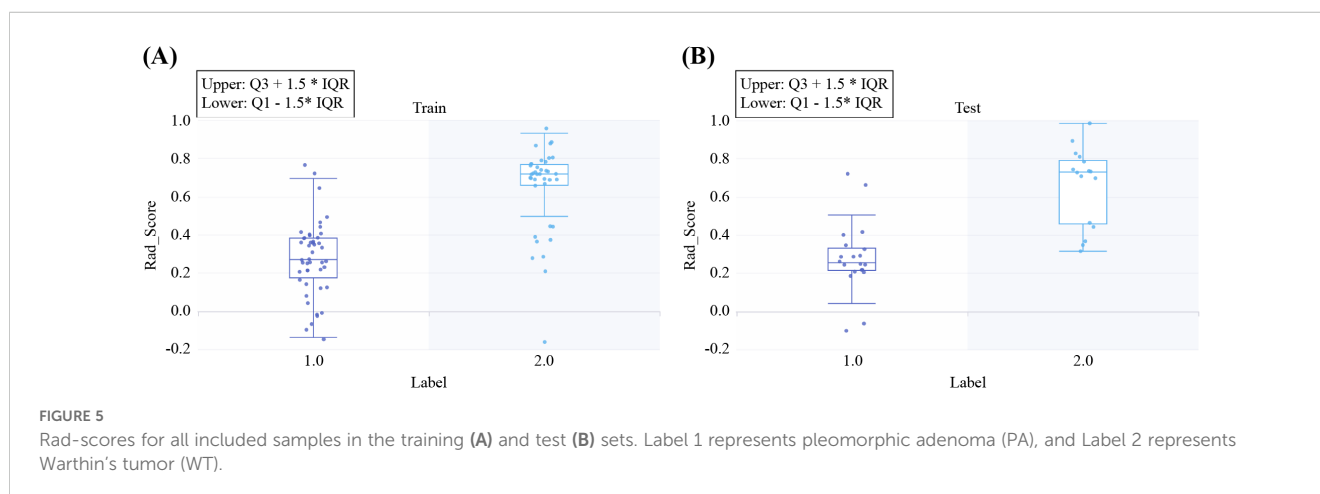 (A)
Upper: Q3 + 1.5 * IQR
Lower: Q1 - 1.5* IQR
Train
1.0
0.8
0.6
0.4
0.2
0.0
-0.2
Rad_Score
1.0 2.0
Label
(B)
Upper: Q3 + 1.5 * IQR
Lower: Q1 - 1.5* IQR
Test
1.0
0.8
0.6
0.4
0.2
0.0
-0.2
Rad_Score
1.0 2.0
Label
FIGURE 5
Rad-scores for all included samples in the training (A) and test (B) sets. Label 1 represents pleomorphic adenoma (PA), and Label 2 represents
Warthin’s tumor (WT).